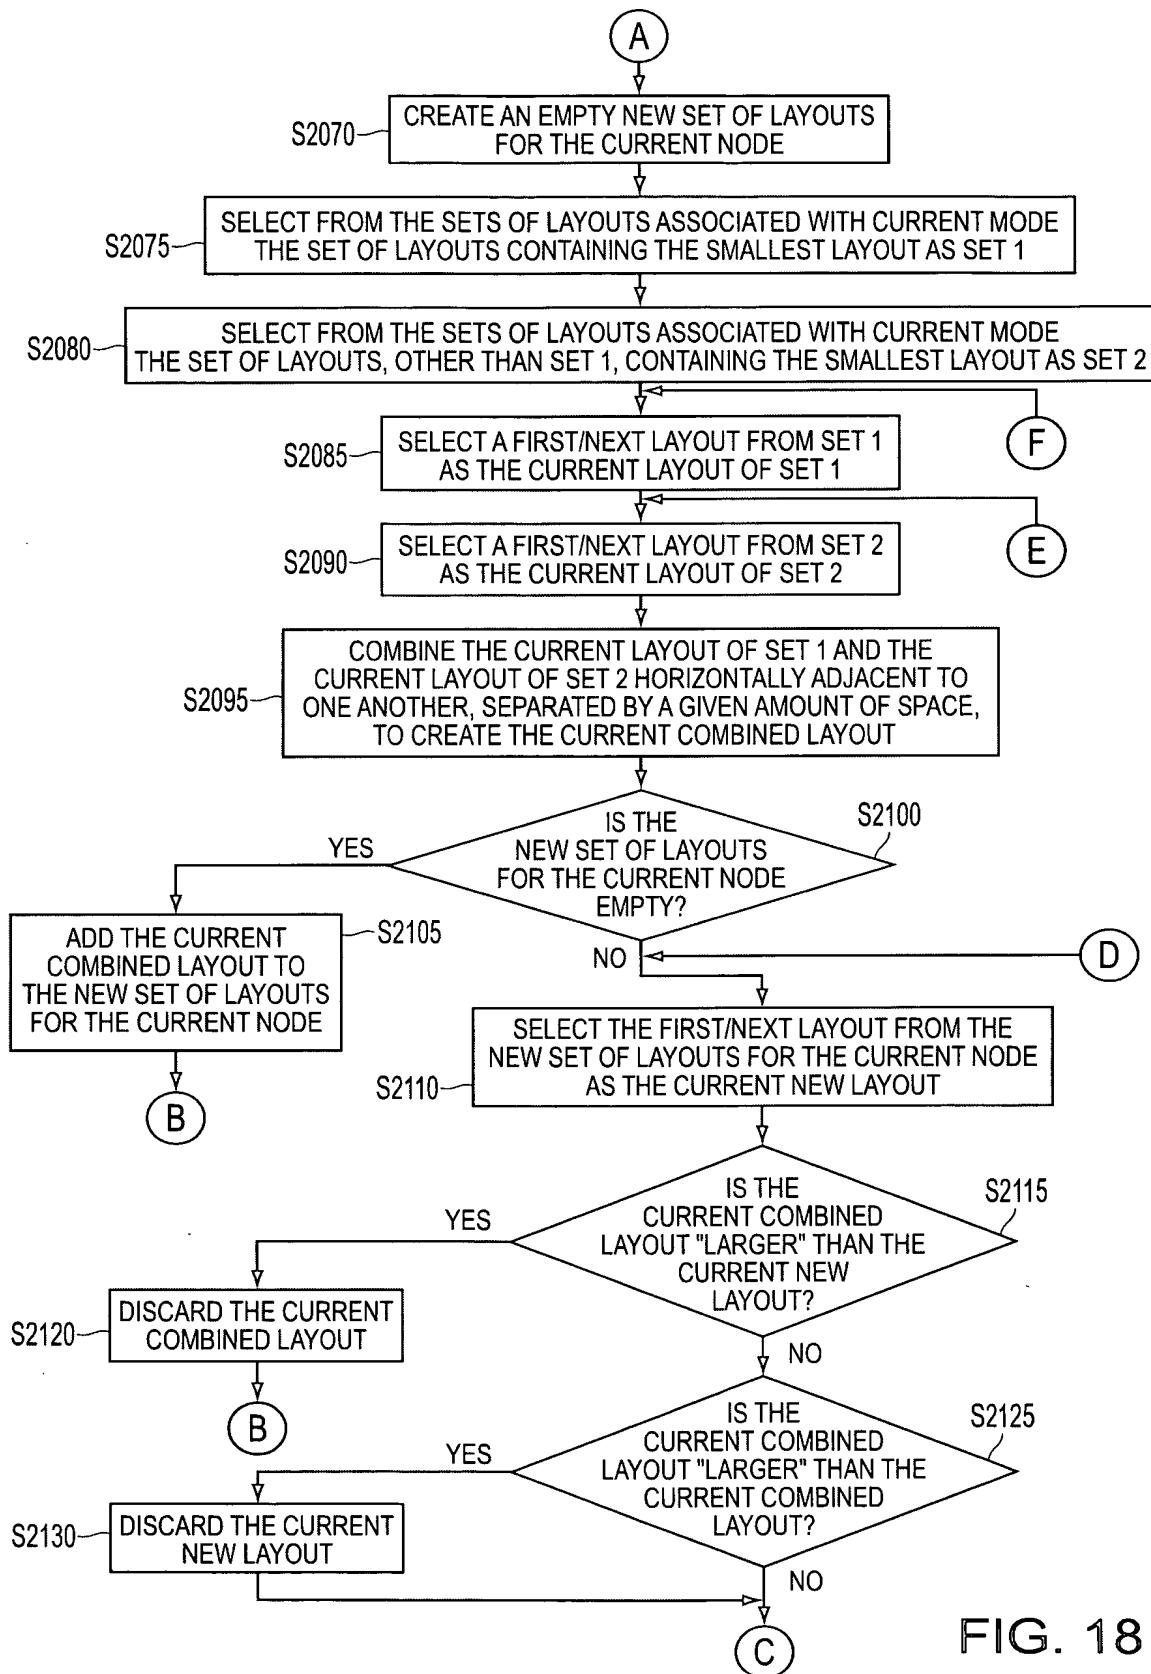 A
S2070
CREATE AN EMPTY NEW SET OF LAYOUTS
FOR THE CURRENT NODE
S2075
SELECT FROM THE SETS OF LAYOUTS ASSOCIATED WITH CURRENT MODE
THE SET OF LAYOUTS CONTAINING THE SMALLEST LAYOUT AS SET 1
S2080
SELECT FROM THE SETS OF LAYOUTS ASSOCIATED WITH CURRENT MODE
THE SET OF LAYOUTS, OTHER THAN SET 1, CONTAINING THE SMALLEST LAYOUT AS SET 2
F
S2085
SELECT A FIRST/NEXT LAYOUT FROM SET 1
AS THE CURRENT LAYOUT OF SET 1
E
S2090
SELECT A FIRST/NEXT LAYOUT FROM SET 2
AS THE CURRENT LAYOUT OF SET 2
S2095
COMBINE THE CURRENT LAYOUT OF SET 1 AND THE
CURRENT LAYOUT OF SET 2 HORIZONTALLY ADJACENT TO
ONE ANOTHER, SEPARATED BY A GIVEN AMOUNT OF SPACE,
TO CREATE THE CURRENT COMBINED LAYOUT
S2100
IS THE
NEW SET OF LAYOUTS
FOR THE CURRENT NODE
EMPTY?
YES
NO
S2105
ADD THE CURRENT
COMBINED LAYOUT TO
THE NEW SET OF LAYOUTS
FOR THE CURRENT NODE
B
D
S2110
SELECT THE FIRST/NEXT LAYOUT FROM THE
NEW SET OF LAYOUTS FOR THE CURRENT NODE
AS THE CURRENT NEW LAYOUT
S2115
IS THE
CURRENT COMBINED
LAYOUT "LARGER" THAN THE
CURRENT NEW
LAYOUT?
YES
NO
S2120
DISCARD THE CURRENT
COMBINED LAYOUT
B
S2125
IS THE
CURRENT COMBINED
LAYOUT "LARGER" THAN THE
CURRENT COMBINED
LAYOUT?
YES
NO
S2130
DISCARD THE CURRENT
NEW LAYOUT
C
FIG. 18